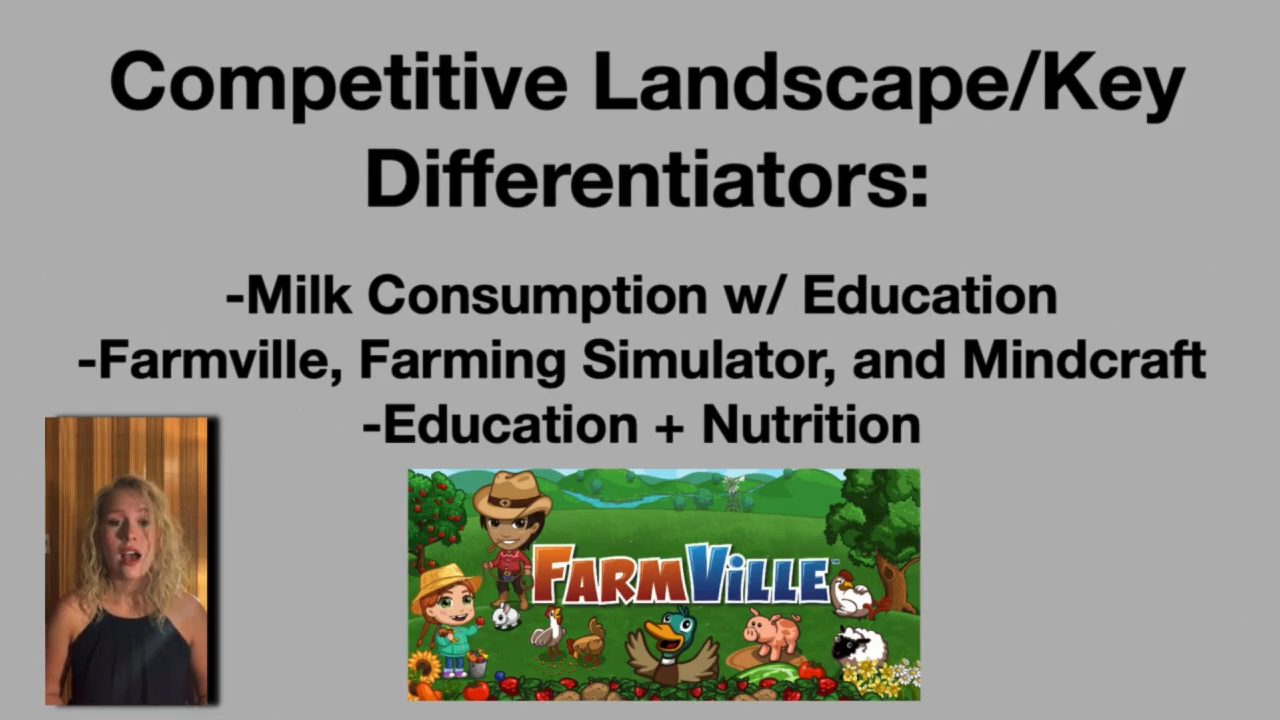 Competitive Landscape/Key
Differentiators:
-Milk Consumption w/ Education
-Farmville, Farming Simulator, and Mindcraft
-Education + Nutrition
FARMVILLE